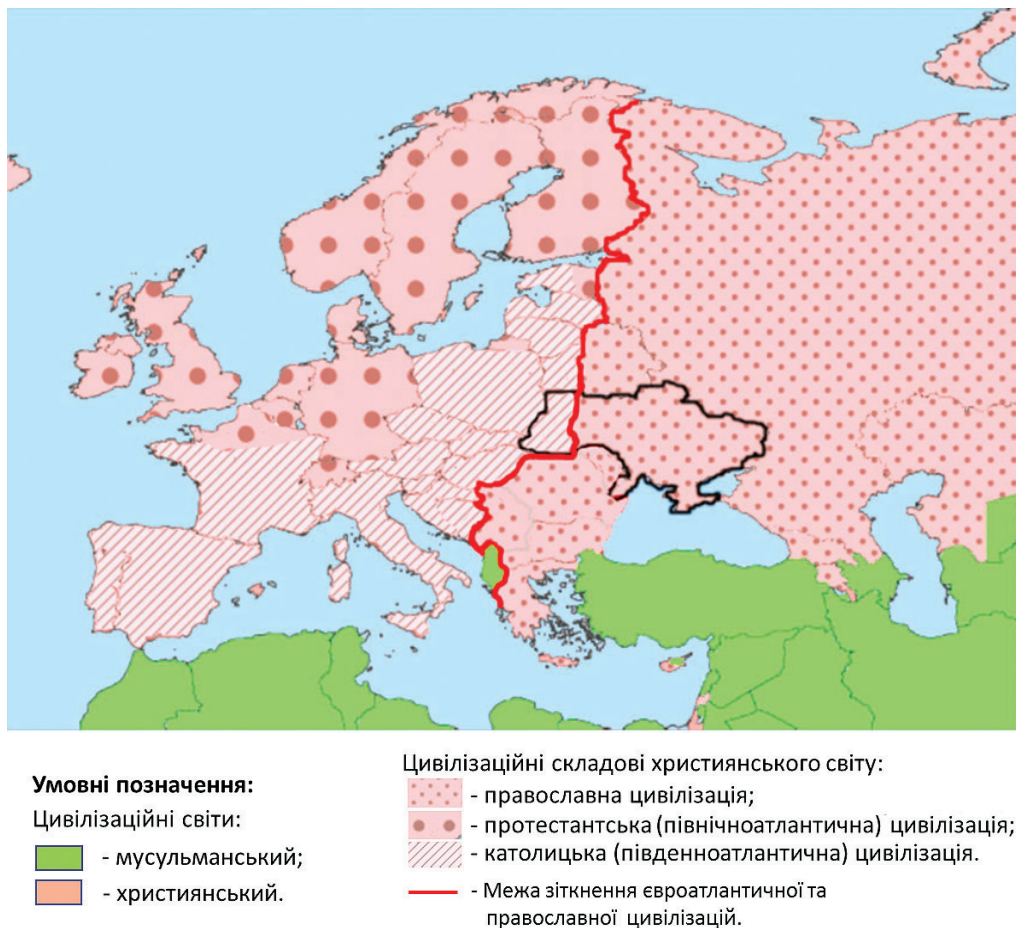 Умовні позначення:
Цивілізаційні світи:
- мусульманський;
- християнський.
Цивілізаційні складові християнського світу:
- православна цивілізація;
- протестантська (північноатлантична) цивілізація;
- католицька (південноатлантична) цивілізація.
- Межа зіткнення євроатлантичної та
православної цивілізацій.